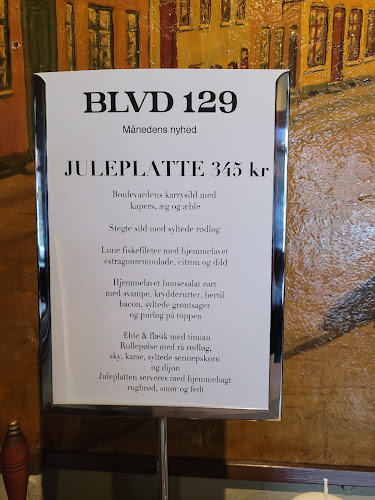 BLVD 129
Månedens nyhed
JULEPLATTE 345 kr
Boulevardens karrysild med
kapers, æg og æble
Stegte sild med syltede rødløg
Lune fiskefileter med hjemmelavet
estragonremoulade, citron og dild
Hjemmelavet hønsesalat rørt
med svampe, krydderurter, hertil
bacon, syltede grøntsager
og purløg på toppen
Æble & flæsk med timian
Rullepølse med rå rødløg,
sky, karse, syltede sennepskorn
og dijon
Juleplatten serveres med hjemmebagt
rugbrød, smør og fedt